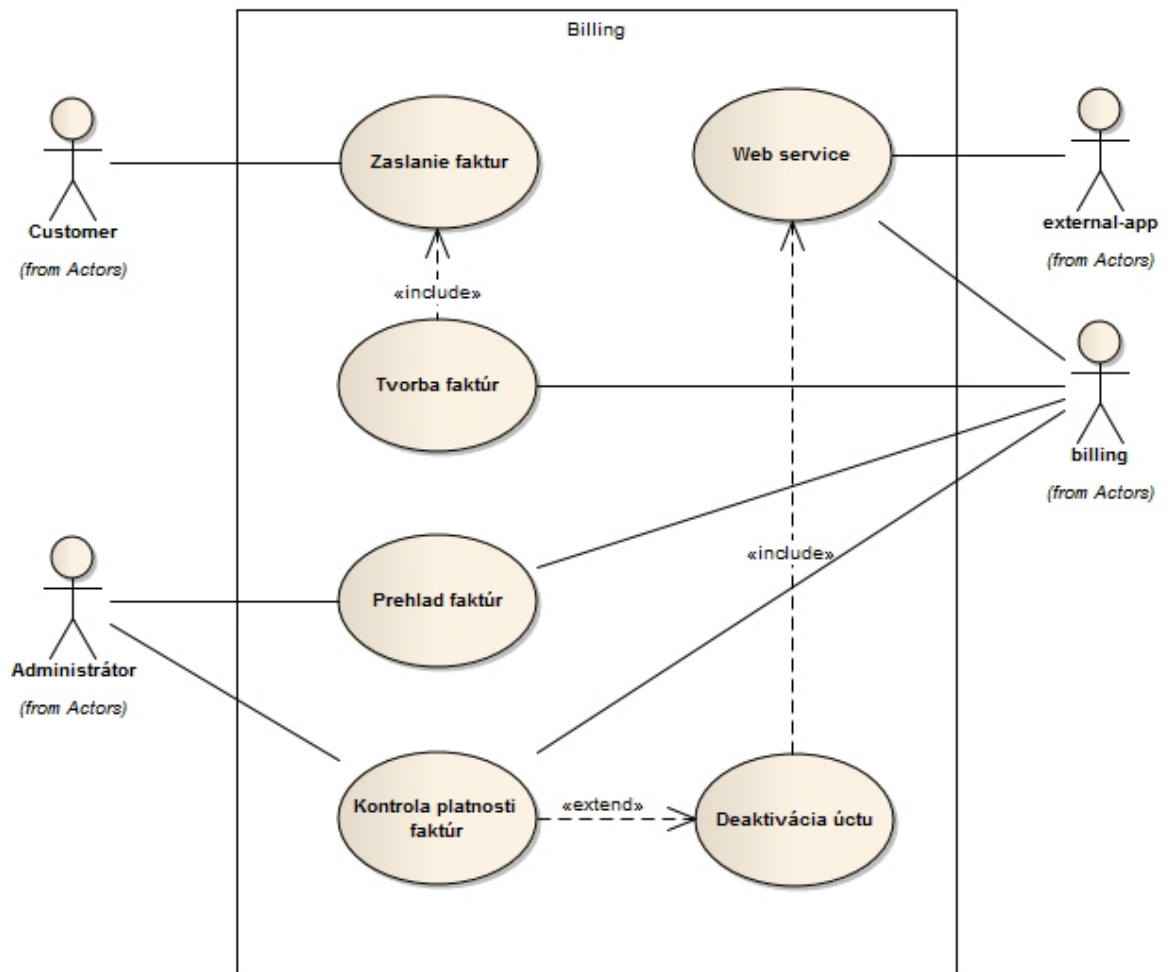 Billing
Zaslanie faktur
Web service
Customer
(from Actors)
external-app
(from Actors)
«include»
Tvorba faktúr
billing
(from Actors)
«include»
Prehlad faktúr
Administrátor
(from Actors)
Kontrola platnosti
faktúr
«extend»
Deaktivácia úctu